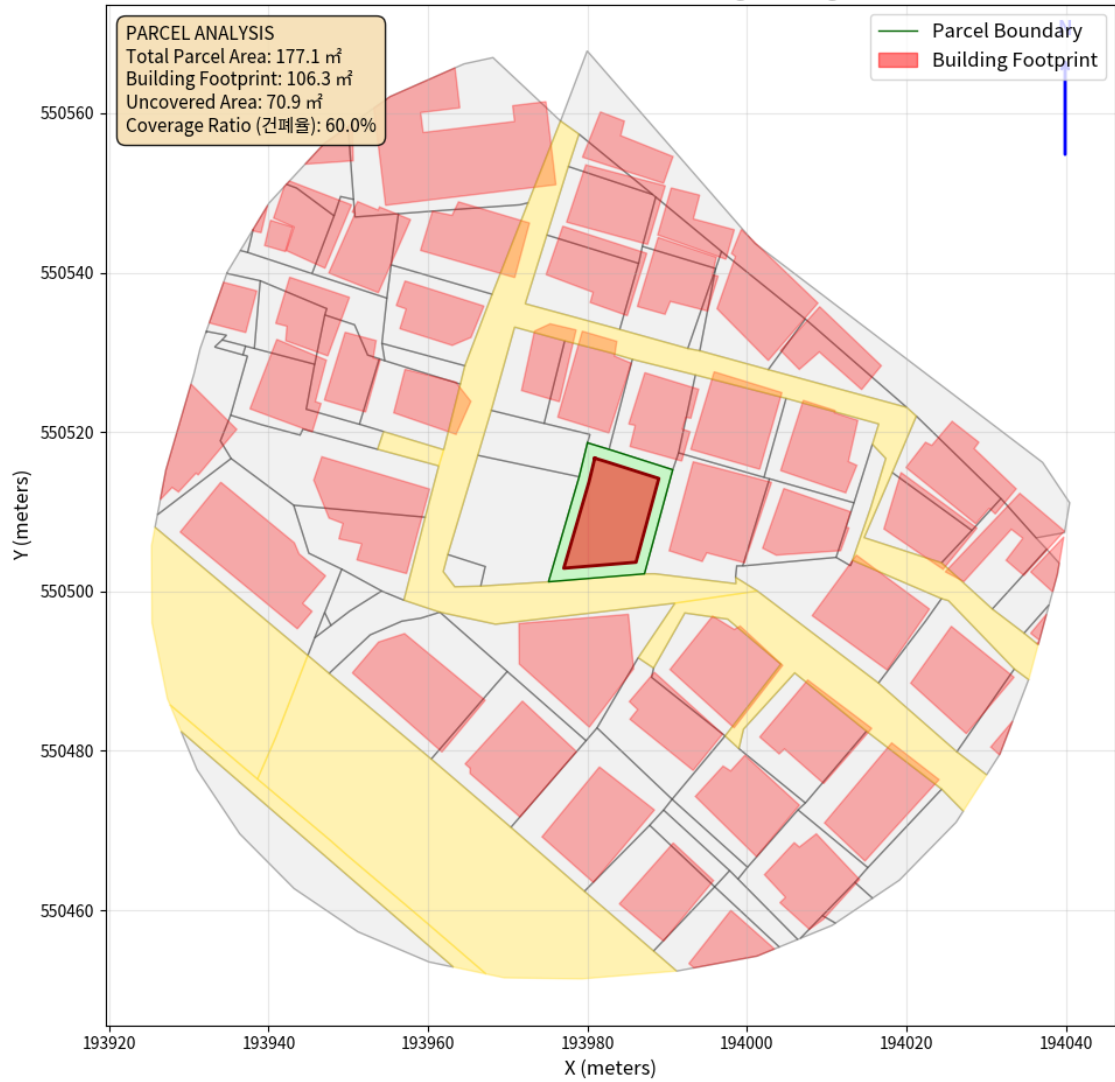 PARCEL ANALYSIS
Total Parcel Area: 177.1 ㎡
Building Footprint: 106.3 ㎡
Uncovered Area: 70.9 ㎡
Coverage Ratio (건폐율): 60.0%
N
Parcel Boundary
Building Footprint
550560
550540
550520
550500
550480
550460
Y (meters)
193920
193940
193960
193980
194000
194020
194040
X (meters)